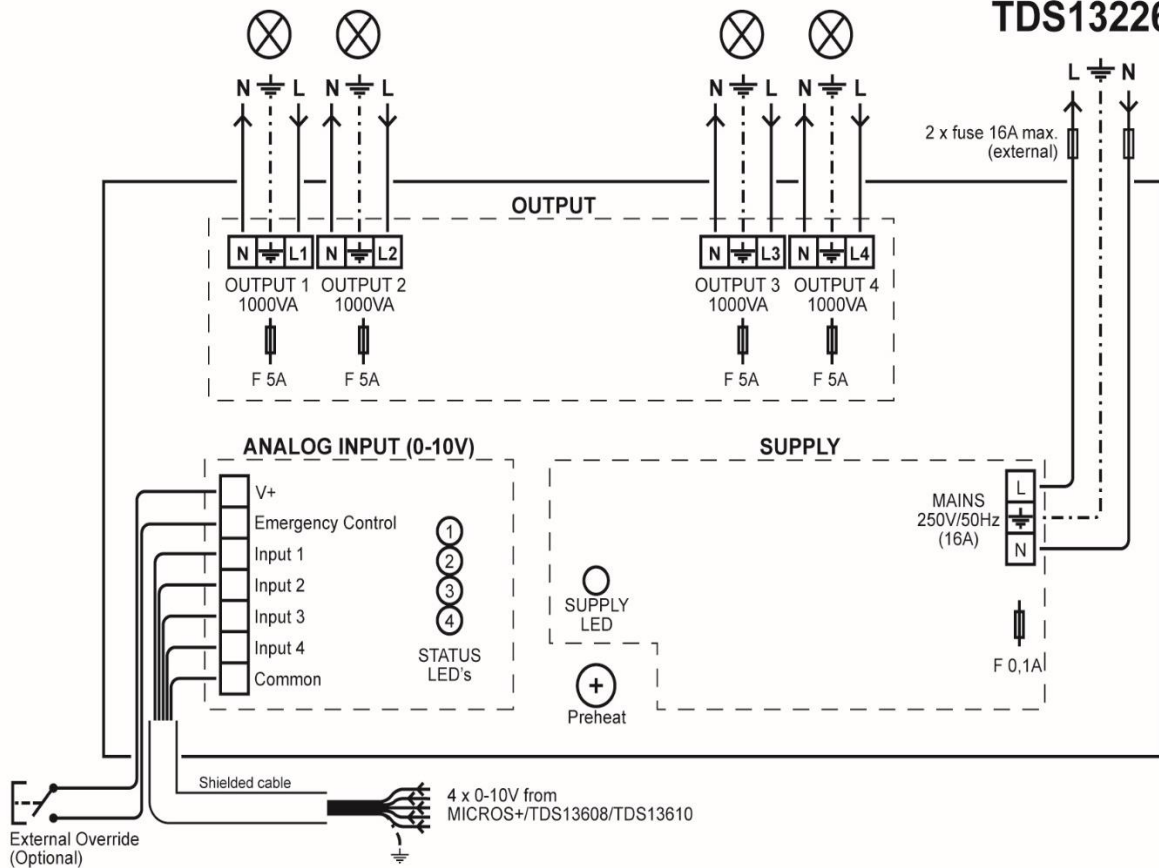 TDS13226
N L N L
N L N L
L N
2 x fuse 16A max.
(external)
OUTPUT
N L1 N L2
N L3 N L4
OUTPUT 1
1000VA
OUTPUT 2
1000VA
OUTPUT 3
1000VA
OUTPUT 4
1000VA
F 5A
F 5A
F 5A
F 5A
ANALOG INPUT (0-10V)
V+
Emergency Control
Input 1
Input 2
Input 3
Input 4
Common
1
2
3
4
STATUS
LED's
SUPPLY
SUPPLY
LED
Preheat
MAINS
250V/50Hz
(16A)
L
N
F 0,1A
Shielded cable
4 x 0-10V from
MICROS+/TDS13608/TDS13610
External Override
(Optional)